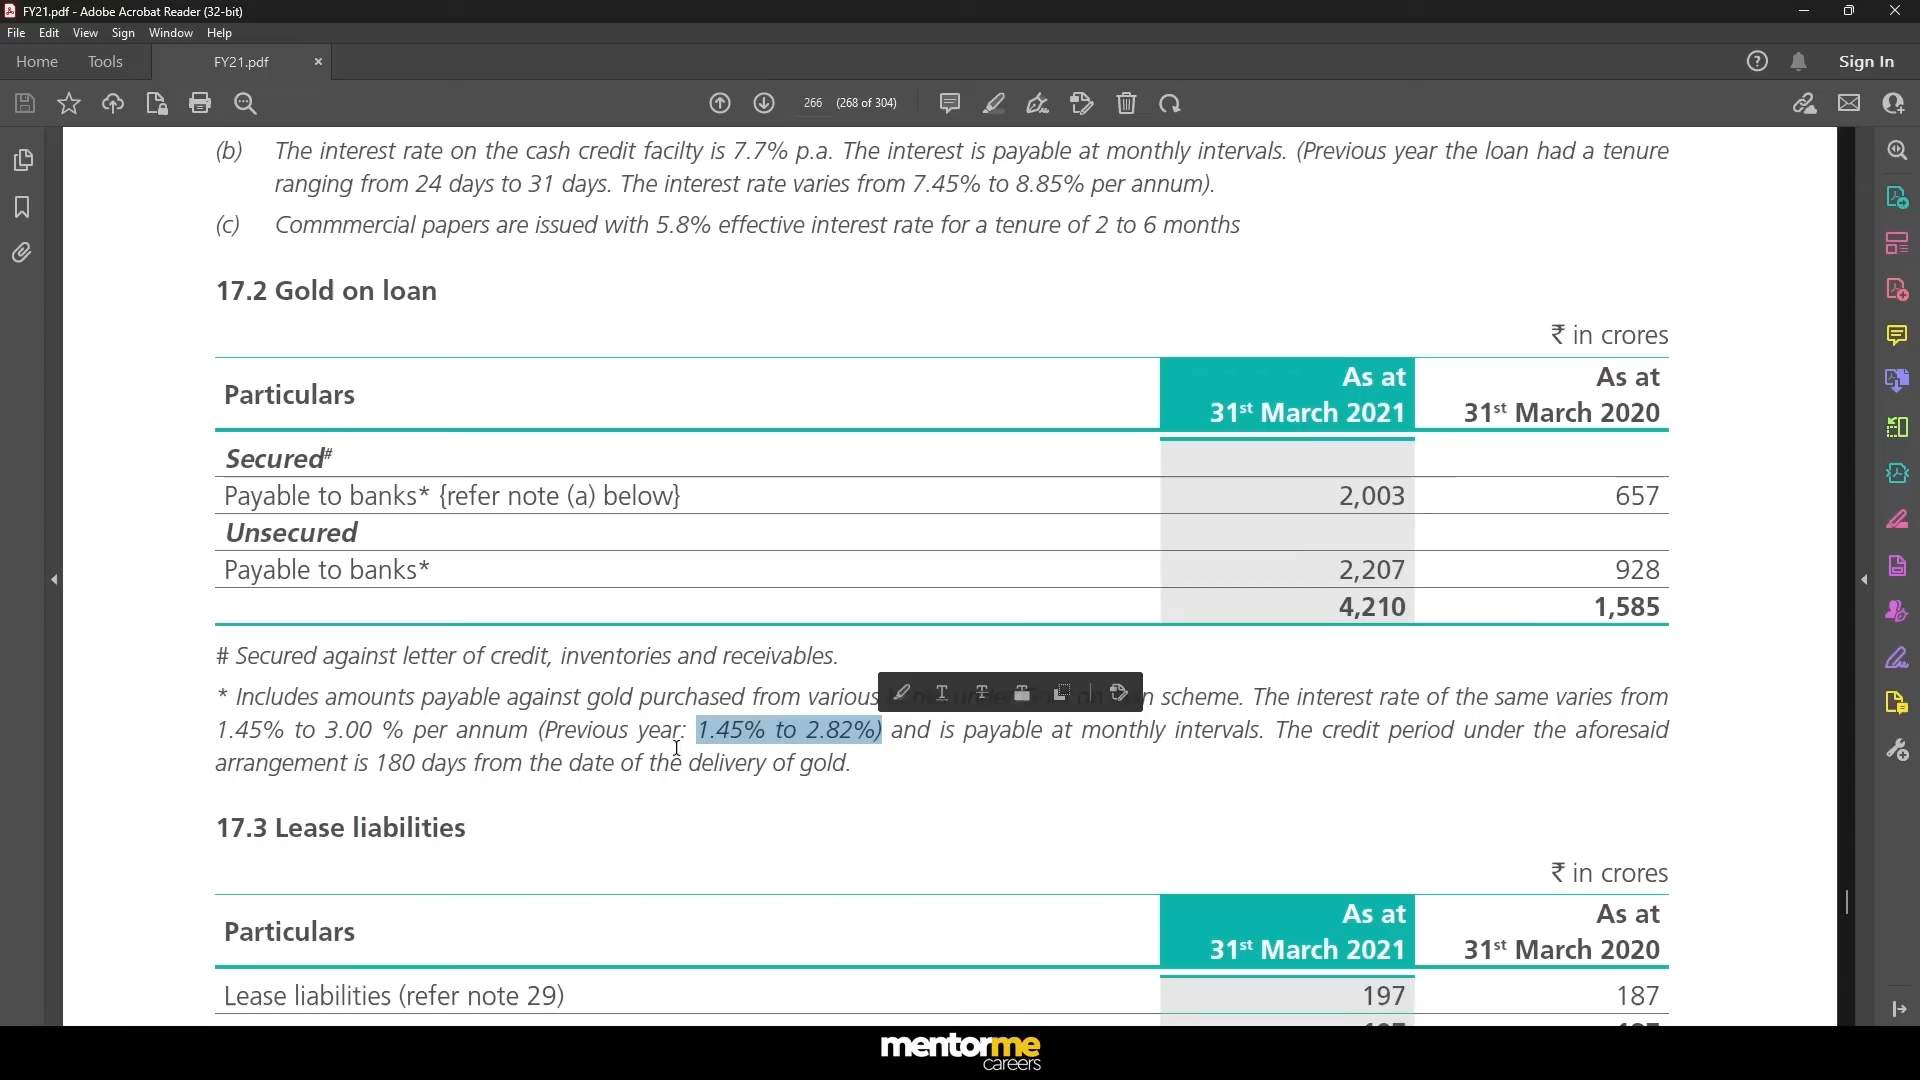 FY21.pdf - Adobe Acrobat Reader (32-bit)
File Edit View Sign Window Help
Home Tools FY21.pdf × Sign In
266 (268 of 304)
(b) The interest rate on the cash credit facilty is 7.7% p.a. The interest is payable at monthly intervals. (Previous year the loan had a tenure
ranging from 24 days to 31 days. The interest rate varies from 7.45% to 8.85% per annum).
(c) Commmercial papers are issued with 5.8% effective interest rate for a tenure of 2 to 6 months
17.2 Gold on loan
₹ in crores
Particulars As at 31st March 2021 As at 31st March 2020
Secured#
Payable to banks* {refer note (a) below} 2,003 657
Unsecured
Payable to banks* 2,207 928
4,210 1,585
# Secured against letter of credit, inventories and receivables.
* Includes amounts payable against gold purchased from various scheme. The interest rate of the same varies from
1.45% to 3.00 % per annum (Previous year: 1.45% to 2.82%) and is payable at monthly intervals. The credit period under the aforesaid
arrangement is 180 days from the date of the delivery of gold.
17.3 Lease liabilities
₹ in crores
Particulars As at 31st March 2021 As at 31st March 2020
Lease liabilities (refer note 29) 197 187
mentorme
careers